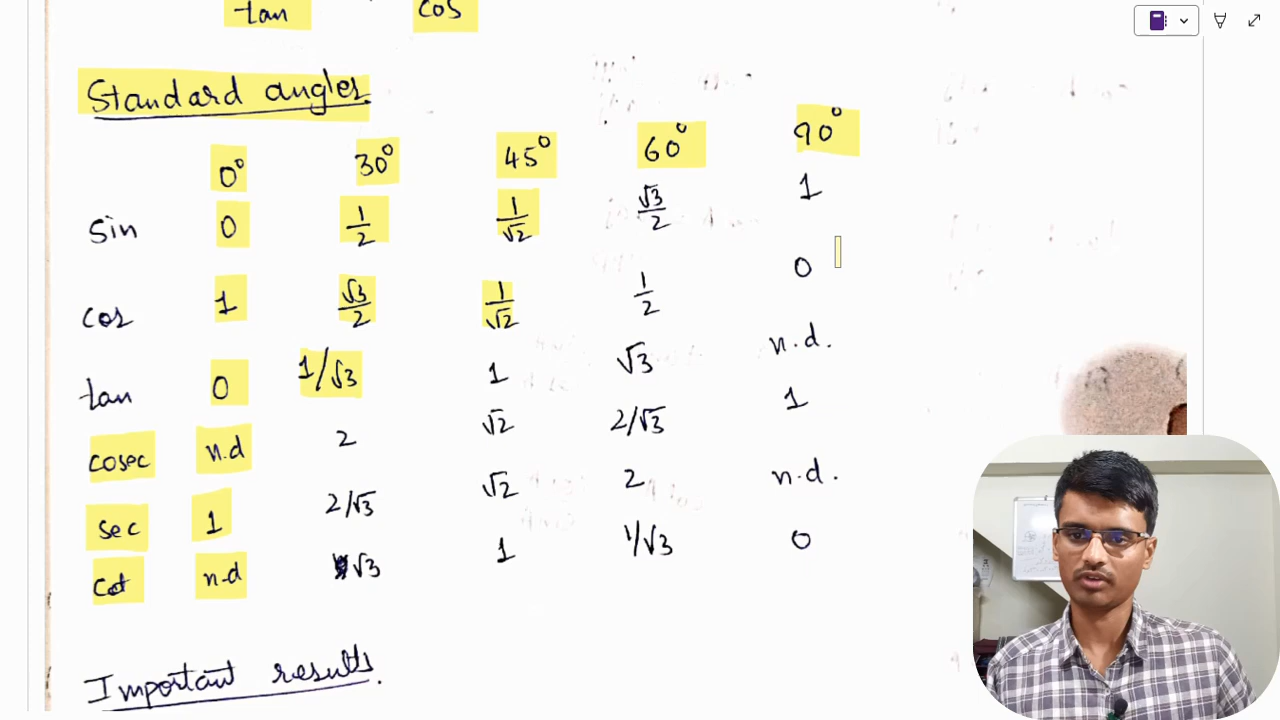 tan cos
Standard angles.
0° 30° 45° 60° 90°
sin 0 1/2 1/√2 √3/2 1
cos 1 √3/2 1/√2 1/2 0
tan 0 1/√3 1 √3 n.d.
cosec n.d 2 √2 2/√3 1
sec 1 2/√3 √2 2 n.d.
cot n.d √3 1 1/√3 0
Important results.